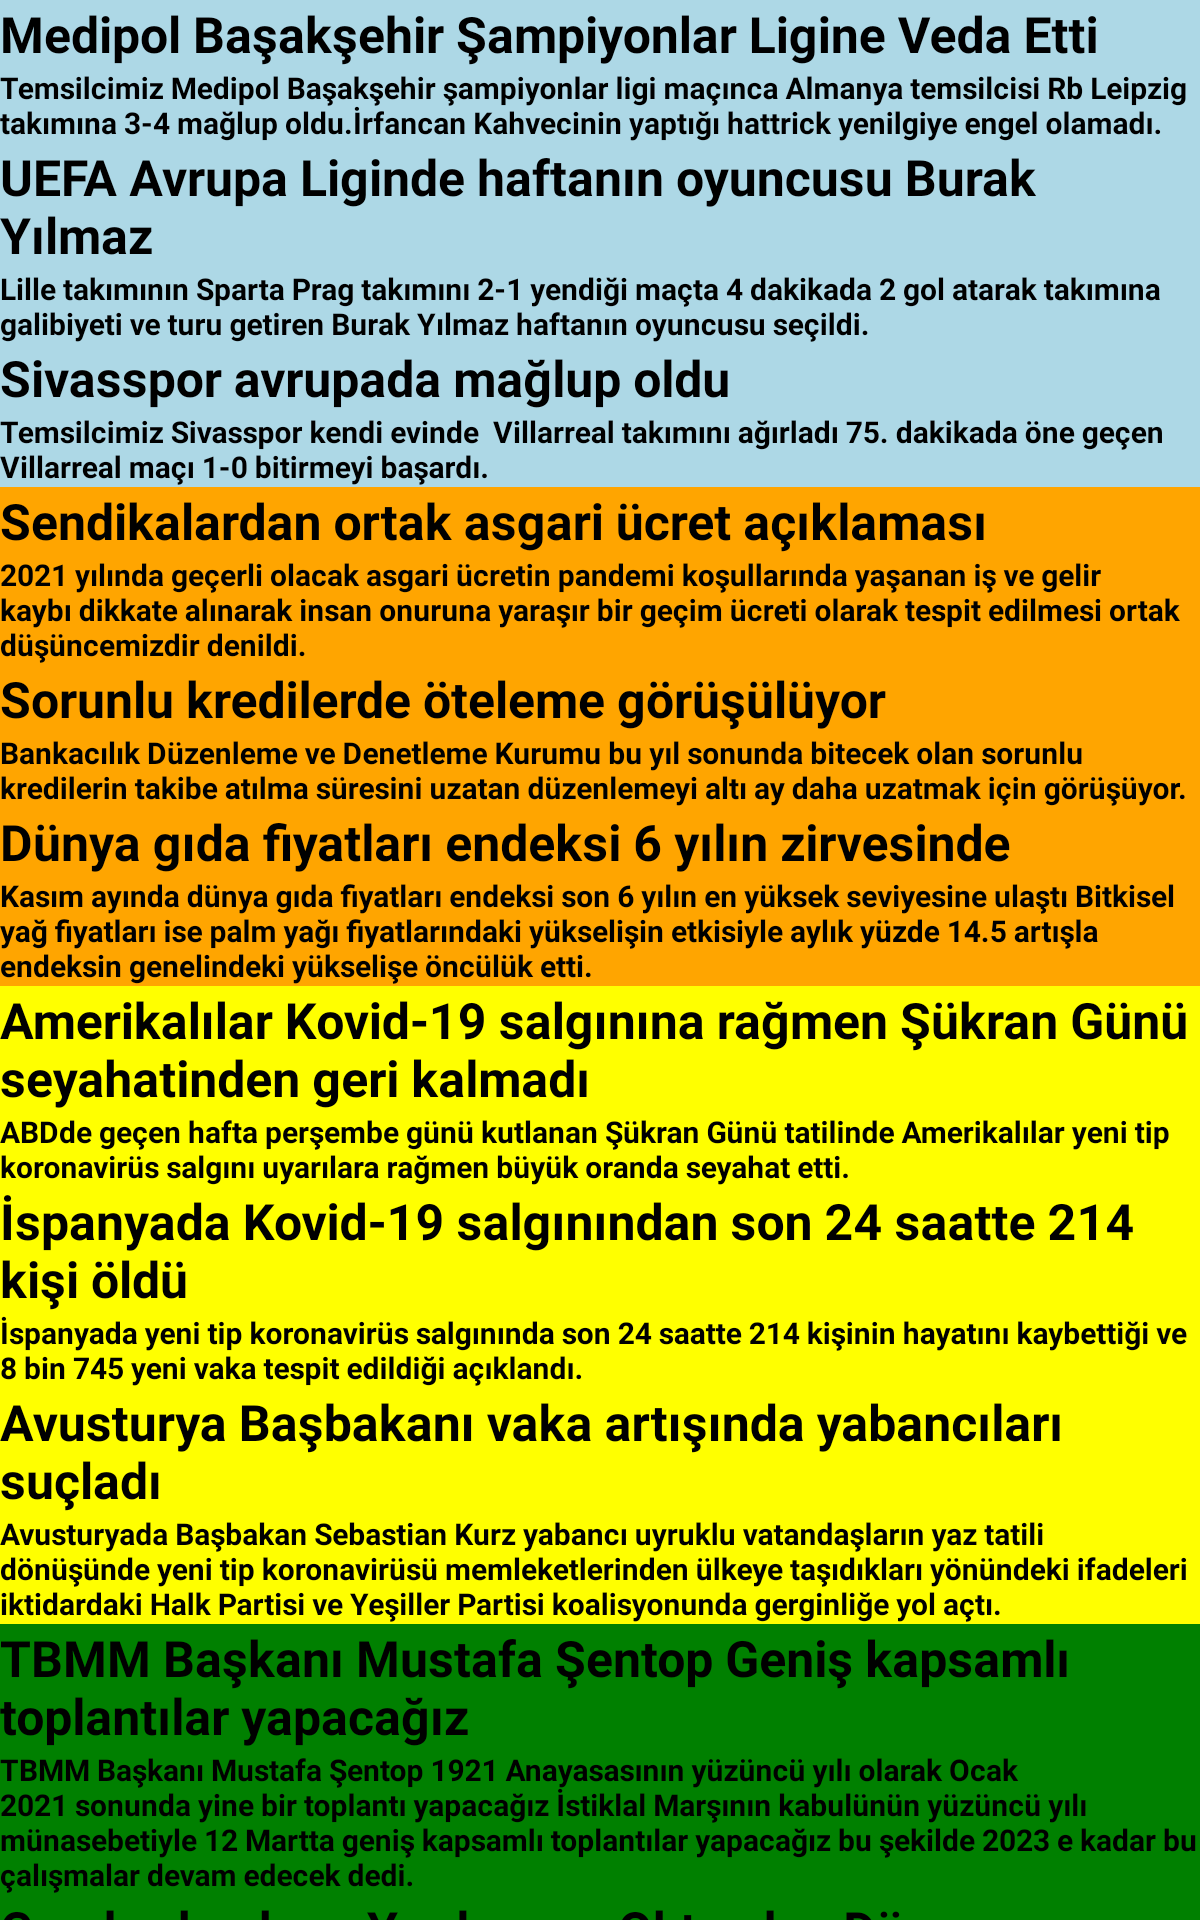 Medipol Başakşehir Şampiyonlar Ligine Veda Etti
Temsilcimiz Medipol Başakşehir şampiyonlar ligi maçınca Almanya temsilcisi Rb Leipzig
takımına 3-4 mağlup oldu.İrfancan Kahvecinin yaptığı hattrick yenilgiye engel olamadı.
UEFA Avrupa Liginde haftanın oyuncusu Burak
Yılmaz
Lille takımının Sparta Prag takımını 2-1 yendiği maçta 4 dakikada 2 gol atarak takımına
galibiyeti ve turu getiren Burak Yılmaz haftanın oyuncusu seçildi.
Sivasspor avrupada mağlup oldu
Temsilcimiz Sivasspor kendi evinde  Villarreal takımını ağırladı 75. dakikada öne geçen
Villarreal maçı 1-0 bitirmeyi başardı.
Sendikalardan ortak asgari ücret açıklaması
2021 yılında geçerli olacak asgari ücretin pandemi koşullarında yaşanan iş ve gelir
kaybı dikkate alınarak insan onuruna yaraşır bir geçim ücreti olarak tespit edilmesi ortak
düşüncemizdir denildi.
Sorunlu kredilerde öteleme görüşülüyor
Bankacılık Düzenleme ve Denetleme Kurumu bu yıl sonunda bitecek olan sorunlu
kredilerin takibe atılma süresini uzatan düzenlemeyi altı ay daha uzatmak için görüşüyor.
Dünya gıda fiyatları endeksi 6 yılın zirvesinde
Kasım ayında dünya gıda fiyatları endeksi son 6 yılın en yüksek seviyesine ulaştı Bitkisel
yağ fiyatları ise palm yağı fiyatlarındaki yükselişin etkisiyle aylık yüzde 14.5 artışla
endeksin genelindeki yükselişe öncülük etti.
Amerikalılar Kovid-19 salgınına rağmen Şükran Günü
seyahatinden geri kalmadı
ABDde geçen hafta perşembe günü kutlanan Şükran Günü tatilinde Amerikalılar yeni tip
koronavirüs salgını uyarılara rağmen büyük oranda seyahat etti.
İspanyada Kovid-19 salgınından son 24 saatte 214
kişi öldü
İspanyada yeni tip koronavirüs salgınında son 24 saatte 214 kişinin hayatını kaybettiği ve
8 bin 745 yeni vaka tespit edildiği açıklandı.
Avusturya Başbakanı vaka artışında yabancıları
suçladı
Avusturyada Başbakan Sebastian Kurz yabancı uyruklu vatandaşların yaz tatili
dönüşünde yeni tip koronavirüsü memleketlerinden ülkeye taşıdıkları yönündeki ifadeleri
iktidardaki Halk Partisi ve Yeşiller Partisi koalisyonunda gerginliğe yol açtı.
TBMM Başkanı Mustafa Şentop Geniş kapsamlı
toplantılar yapacağız
TBMM Başkanı Mustafa Şentop 1921 Anayasasının yüzüncü yılı olarak Ocak
2021 sonunda yine bir toplantı yapacağız İstiklal Marşının kabulünün yüzüncü yılı
münasebetiyle 12 Martta geniş kapsamlı toplantılar yapacağız bu şekilde 2023 e kadar bu
çalışmalar devam edecek dedi.